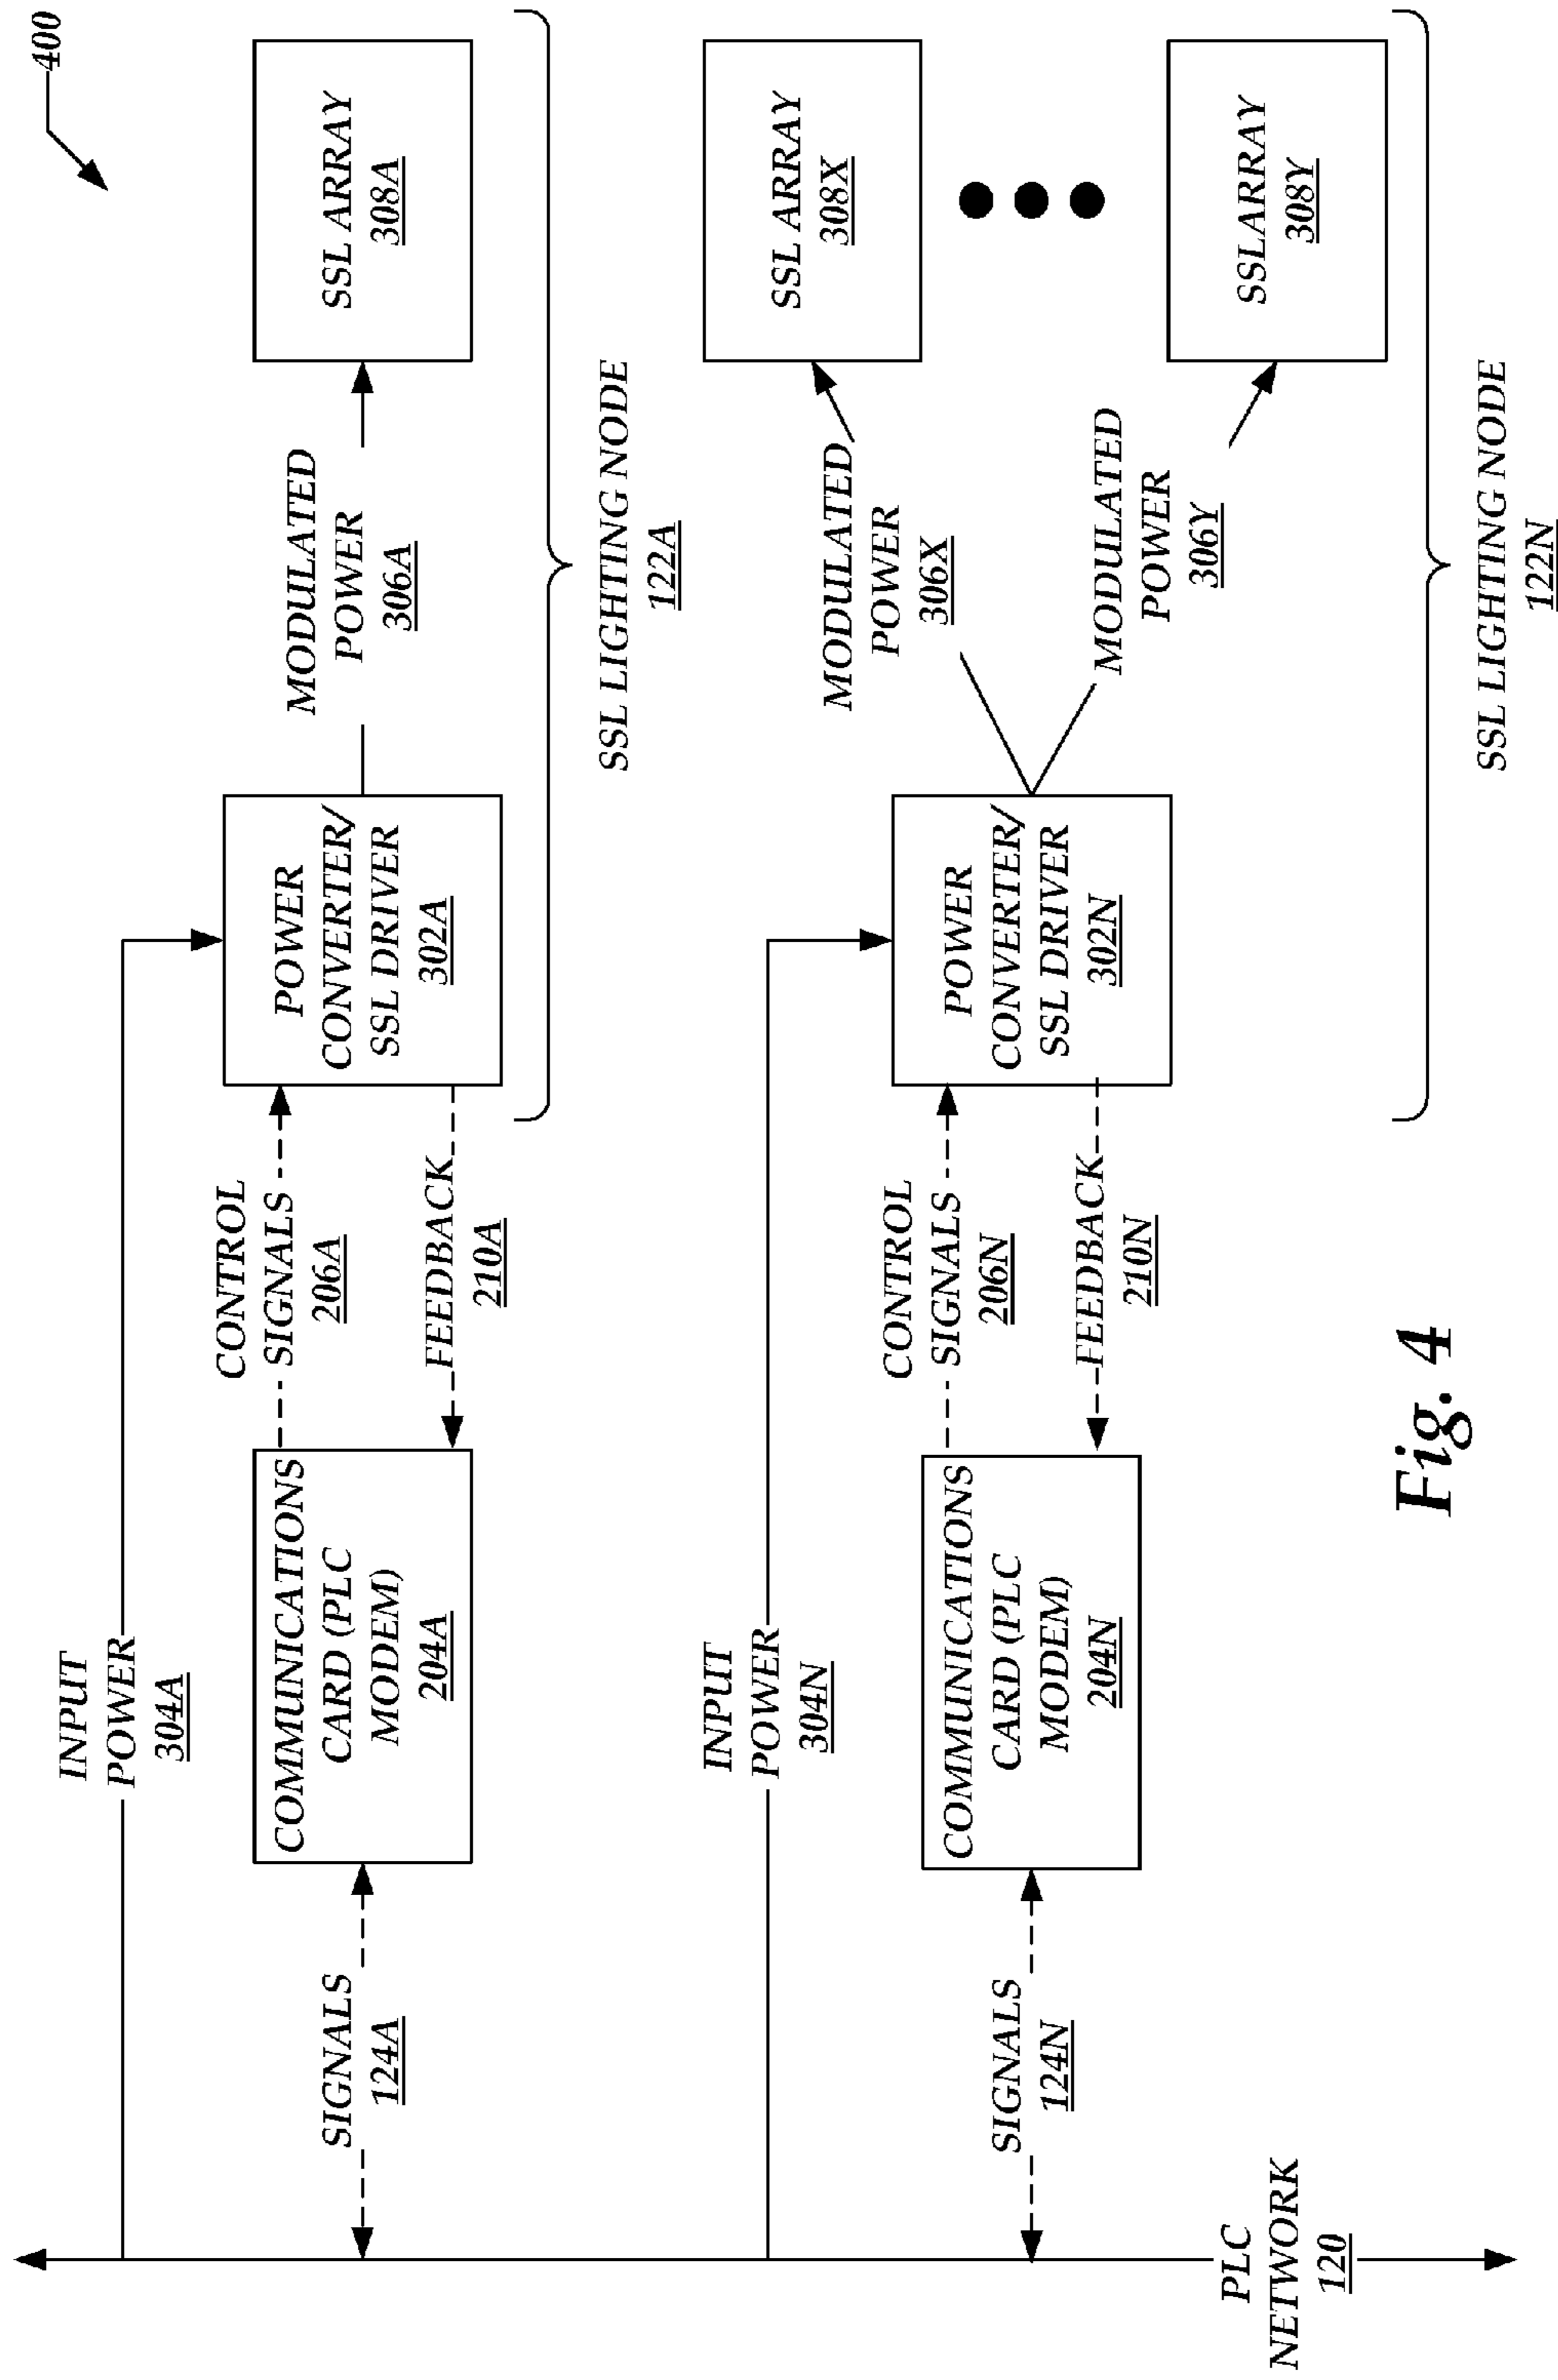 400
INPUT
POWER
304A
CONTROL
SIGNALS
206A
MODULATED
POWER
306A
SIGNALS
124A
COMMUNICATIONS
CARD (PLC
MODEM)
204A
POWER
CONVERTER/
SSL DRIVER
302A
SSL ARRAY
308A
FEEDBACK
210A
SSL LIGHTING NODE
122A
INPUT
POWER
304N
CONTROL
SIGNALS
206N
MODULATED
POWER
306X
SSL ARRAY
308X
SIGNALS
124N
COMMUNICATIONS
CARD (PLC
MODEM)
204N
POWER
CONVERTER/
SSL DRIVER
302N
FEEDBACK
210N
MODULATED
POWER
306Y
SSLARRAY
308Y
PLC
NETWORK
120
SSL LIGHTING NODE
122N
Fig. 4